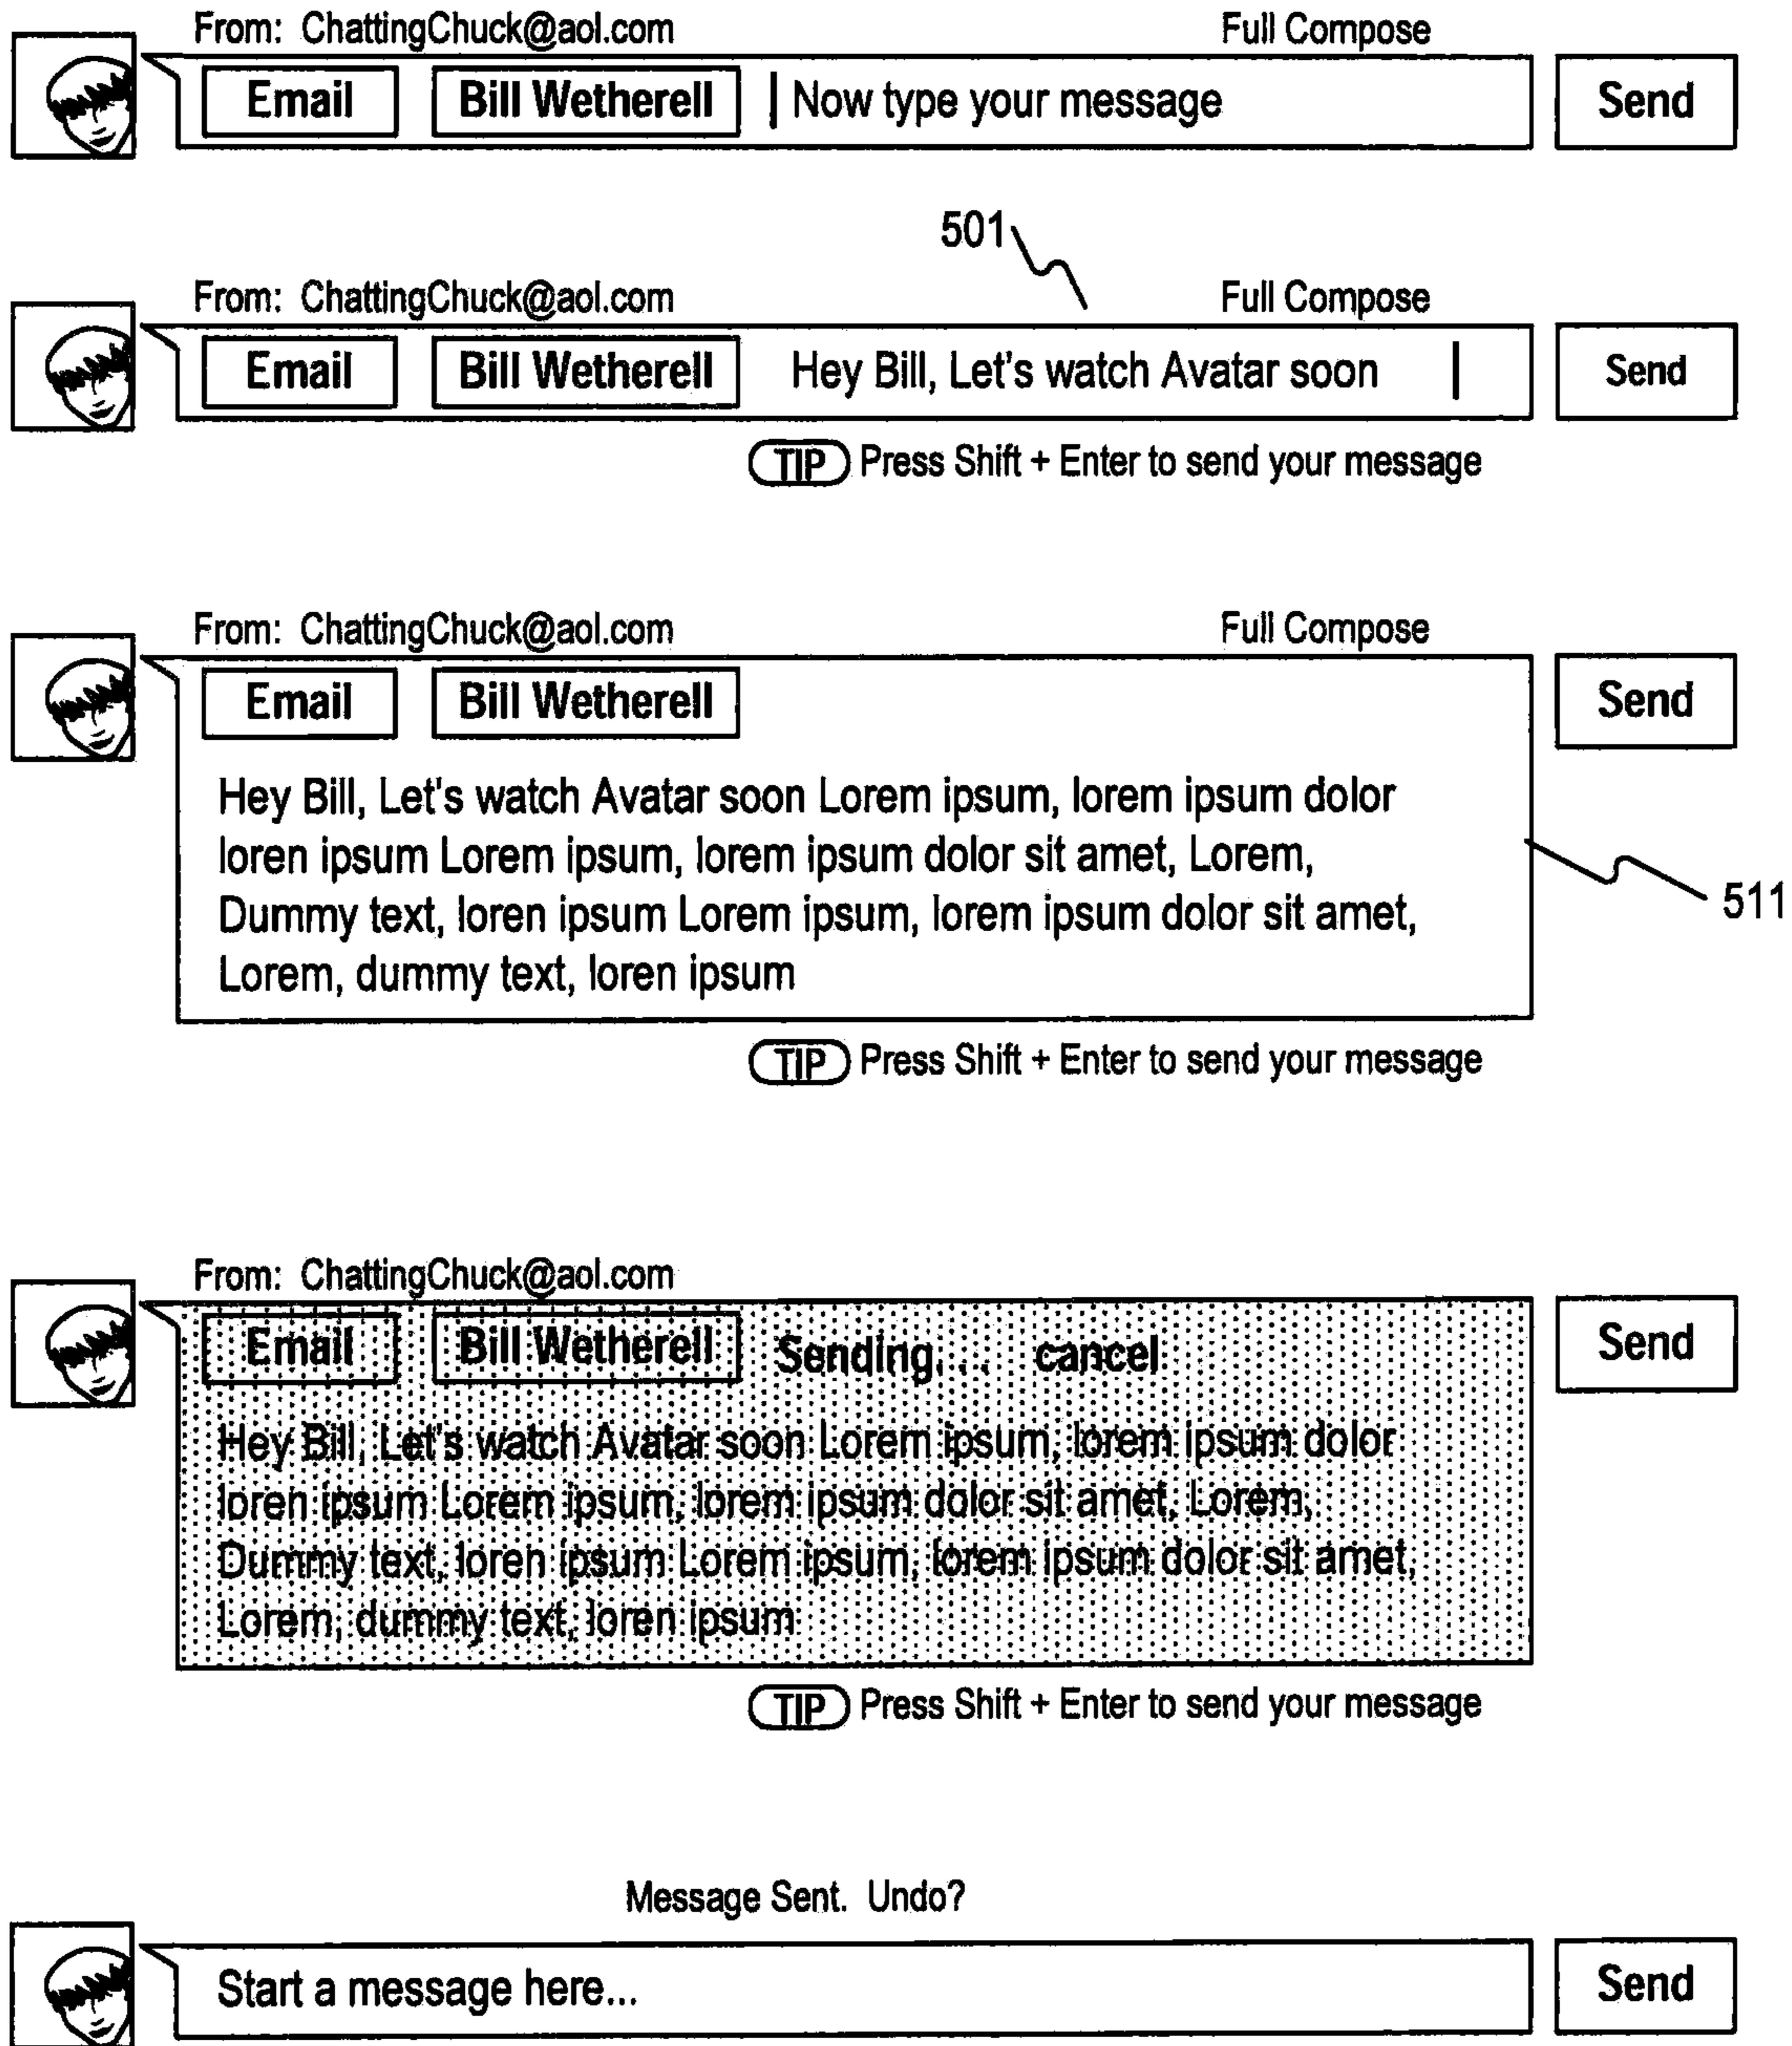 From: ChattingChuck@aol.com Full Compose
Email Bill Wetherell Now type your message Send
501
From: ChattingChuck@aol.com Full Compose
Email Bill Wetherell Hey Bill, Let's watch Avatar soon Send
TIP Press Shift + Enter to send your message
From: ChattingChuck@aol.com Full Compose
Email Bill Wetherell Send
Hey Bill, Let's watch Avatar soon Lorem ipsum, lorem ipsum dolor
loren ipsum Lorem ipsum, lorem ipsum dolor sit amet, Lorem,
Dummy text, loren ipsum Lorem ipsum, lorem ipsum dolor sit amet,
511
Lorem, dummy text, loren ipsum
TIP Press Shift + Enter to send your message
From: ChattingChuck@aol.com
Email Bill Wetherell Sending... cancel Send
Hey Bill, Let's watch Avatar soon Lorem ipsum, lorem ipsum dolor
loren ipsum Lorem ipsum, lorem ipsum dolor sit amet, Lorem,
Dummy text, loren ipsum Lorem ipsum, lorem ipsum dolor sit amet,
Lorem, dummy text, loren ipsum
TIP Press Shift + Enter to send your message
Message Sent. Undo?
Start a message here... Send